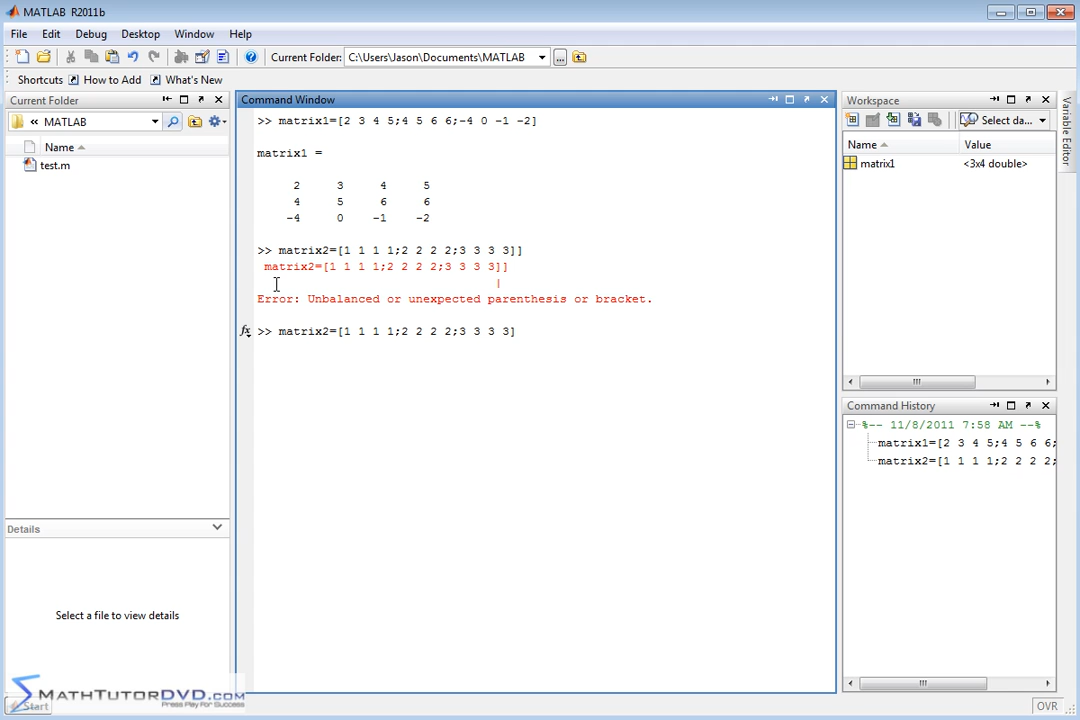 MATLAB R2011b
File Edit Debug Desktop Window Help
Current Folder: C:\Users\Jason\Documents\MATLAB ...
Shortcuts How to Add What's New
Current Folder
« MATLAB
Name
test.m
Details
Select a file to view details
Command Window
>> matrix1=[2 3 4 5;4 5 6 6;-4 0 -1 -2]
matrix1 =
2 3 4 5
4 5 6 6
-4 0 -1 -2
>> matrix2=[1 1 1 1;2 2 2 2;3 3 3 3]]
matrix2=[1 1 1 1;2 2 2 2;3 3 3 3]]
|
Error: Unbalanced or unexpected parenthesis or bracket.
fx >> matrix2=[1 1 1 1;2 2 2 2;3 3 3 3]
Workspace
Select da...
Name Value
matrix1 <3x4 double>
Variable Editor
Command History
%-- 11/8/2011 7:58 AM --%
matrix1=[2 3 4 5;4 5 6 6;
matrix2=[1 1 1 1;2 2 2 2;
MATHTUTORDVD.COM
Press Play For Success
Start
OVR